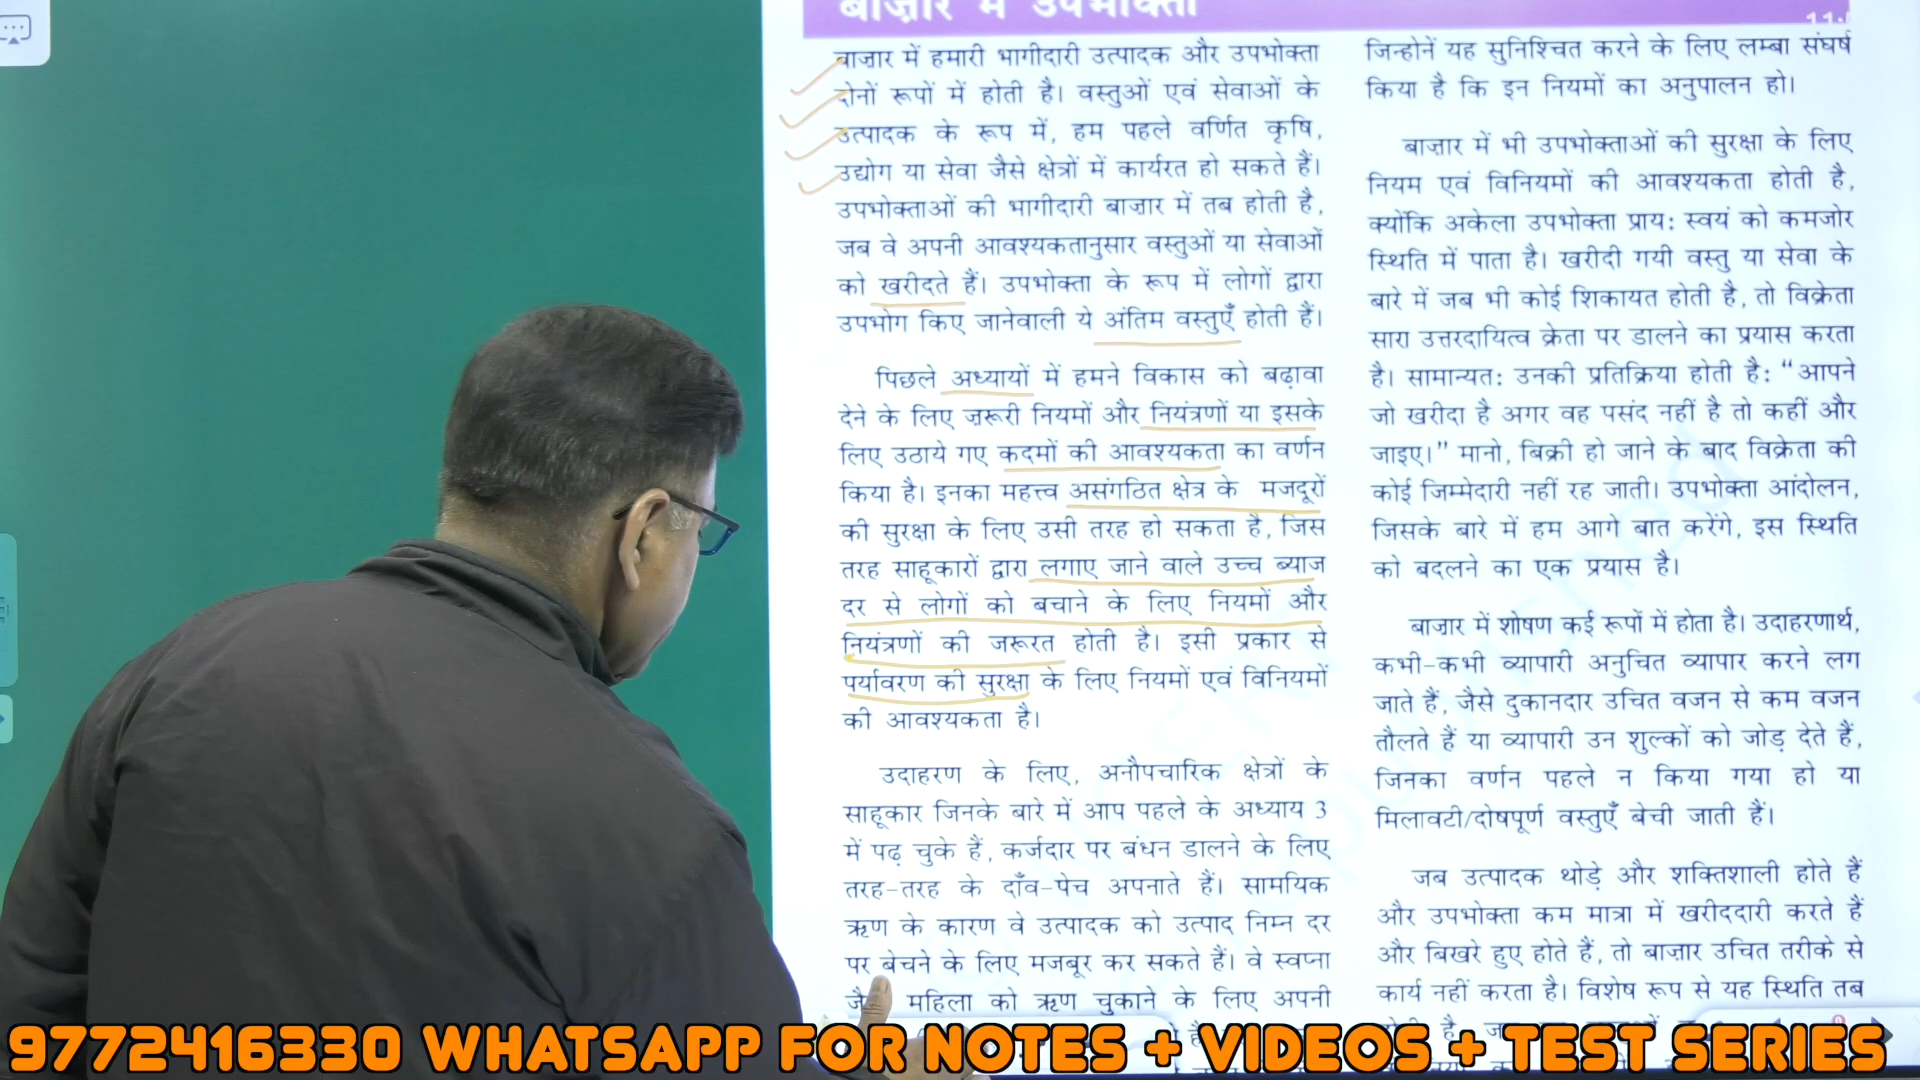 बाज़ार में उपभोक्ता
बाज़ार में हमारी भागीदारी उत्पादक और उपभोक्ता
दोनों रूपों में होती है। वस्तुओं एवं सेवाओं के
उत्पादक के रूप में, हम पहले वर्णित कृषि,
उद्योग या सेवा जैसे क्षेत्रों में कार्यरत हो सकते हैं।
उपभोक्ताओं की भागीदारी बाज़ार में तब होती है,
जब वे अपनी आवश्यकतानुसार वस्तुओं या सेवाओं
को खरीदते हैं। उपभोक्ता के रूप में लोगों द्वारा
उपभोग किए जानेवाली ये अंतिम वस्तुएँ होती हैं।
पिछले अध्यायों में हमने विकास को बढ़ावा
देने के लिए ज़रूरी नियमों और नियंत्रणों या इसके
लिए उठाये गए कदमों की आवश्यकता का वर्णन
किया है। इनका महत्त्व असंगठित क्षेत्र के मजदूरों
की सुरक्षा के लिए उसी तरह हो सकता है, जिस
तरह साहूकारों द्वारा लगाए जाने वाले उच्च ब्याज
दर से लोगों को बचाने के लिए नियमों और
नियंत्रणों की जरूरत होती है। इसी प्रकार से
पर्यावरण की सुरक्षा के लिए नियमों एवं विनियमों
की आवश्यकता है।
उदाहरण के लिए, अनौपचारिक क्षेत्रों के
साहूकार जिनके बारे में आप पहले के अध्याय 3
में पढ़ चुके हैं, कर्जदार पर बंधन डालने के लिए
तरह-तरह के दाँव-पेच अपनाते हैं। सामयिक
ऋण के कारण वे उत्पादक को उत्पाद निम्न दर
पर बेचने के लिए मजबूर कर सकते हैं। वे स्वप्ना
महिला को ऋण चुकाने के लिए अपनी
जिन्होनें यह सुनिश्चित करने के लिए लम्बा संघर्ष
किया है कि इन नियमों का अनुपालन हो।
बाज़ार में भी उपभोक्ताओं की सुरक्षा के लिए
नियम एवं विनियमों की आवश्यकता होती है,
क्योंकि अकेला उपभोक्ता प्राय: स्वयं को कमजोर
स्थिति में पाता है। खरीदी गयी वस्तु या सेवा के
बारे में जब भी कोई शिकायत होती है, तो विक्रेता
सारा उत्तरदायित्व क्रेता पर डालने का प्रयास करता
है। सामान्यत: उनकी प्रतिक्रिया होती है: “आपने
जो खरीदा है अगर वह पसंद नहीं है तो कहीं और
जाइए।” मानो, बिक्री हो जाने के बाद विक्रेता की
कोई जिम्मेदारी नहीं रह जाती। उपभोक्ता आंदोलन,
जिसके बारे में हम आगे बात करेंगे, इस स्थिति
को बदलने का एक प्रयास है।
बाजार में शोषण कई रूपों में होता है। उदाहरणार्थ,
कभी-कभी व्यापारी अनुचित व्यापार करने लग
जाते हैं, जैसे दुकानदार उचित वजन से कम वजन
तौलते हैं या व्यापारी उन शुल्कों को जोड़ देते हैं,
जिनका वर्णन पहले न किया गया हो या
मिलावटी/दोषपूर्ण वस्तुएँ बेची जाती हैं।
जब उत्पादक थोड़े और शक्तिशाली होते हैं
और उपभोक्ता कम मात्रा में खरीददारी करते हैं
और बिखरे हुए होते हैं, तो बाज़ार उचित तरीके से
कार्य नहीं करता है। विशेष रूप से यह स्थिति तब
9772416330 WHATSAPP FOR NOTES + VIDEOS + TEST SERIES